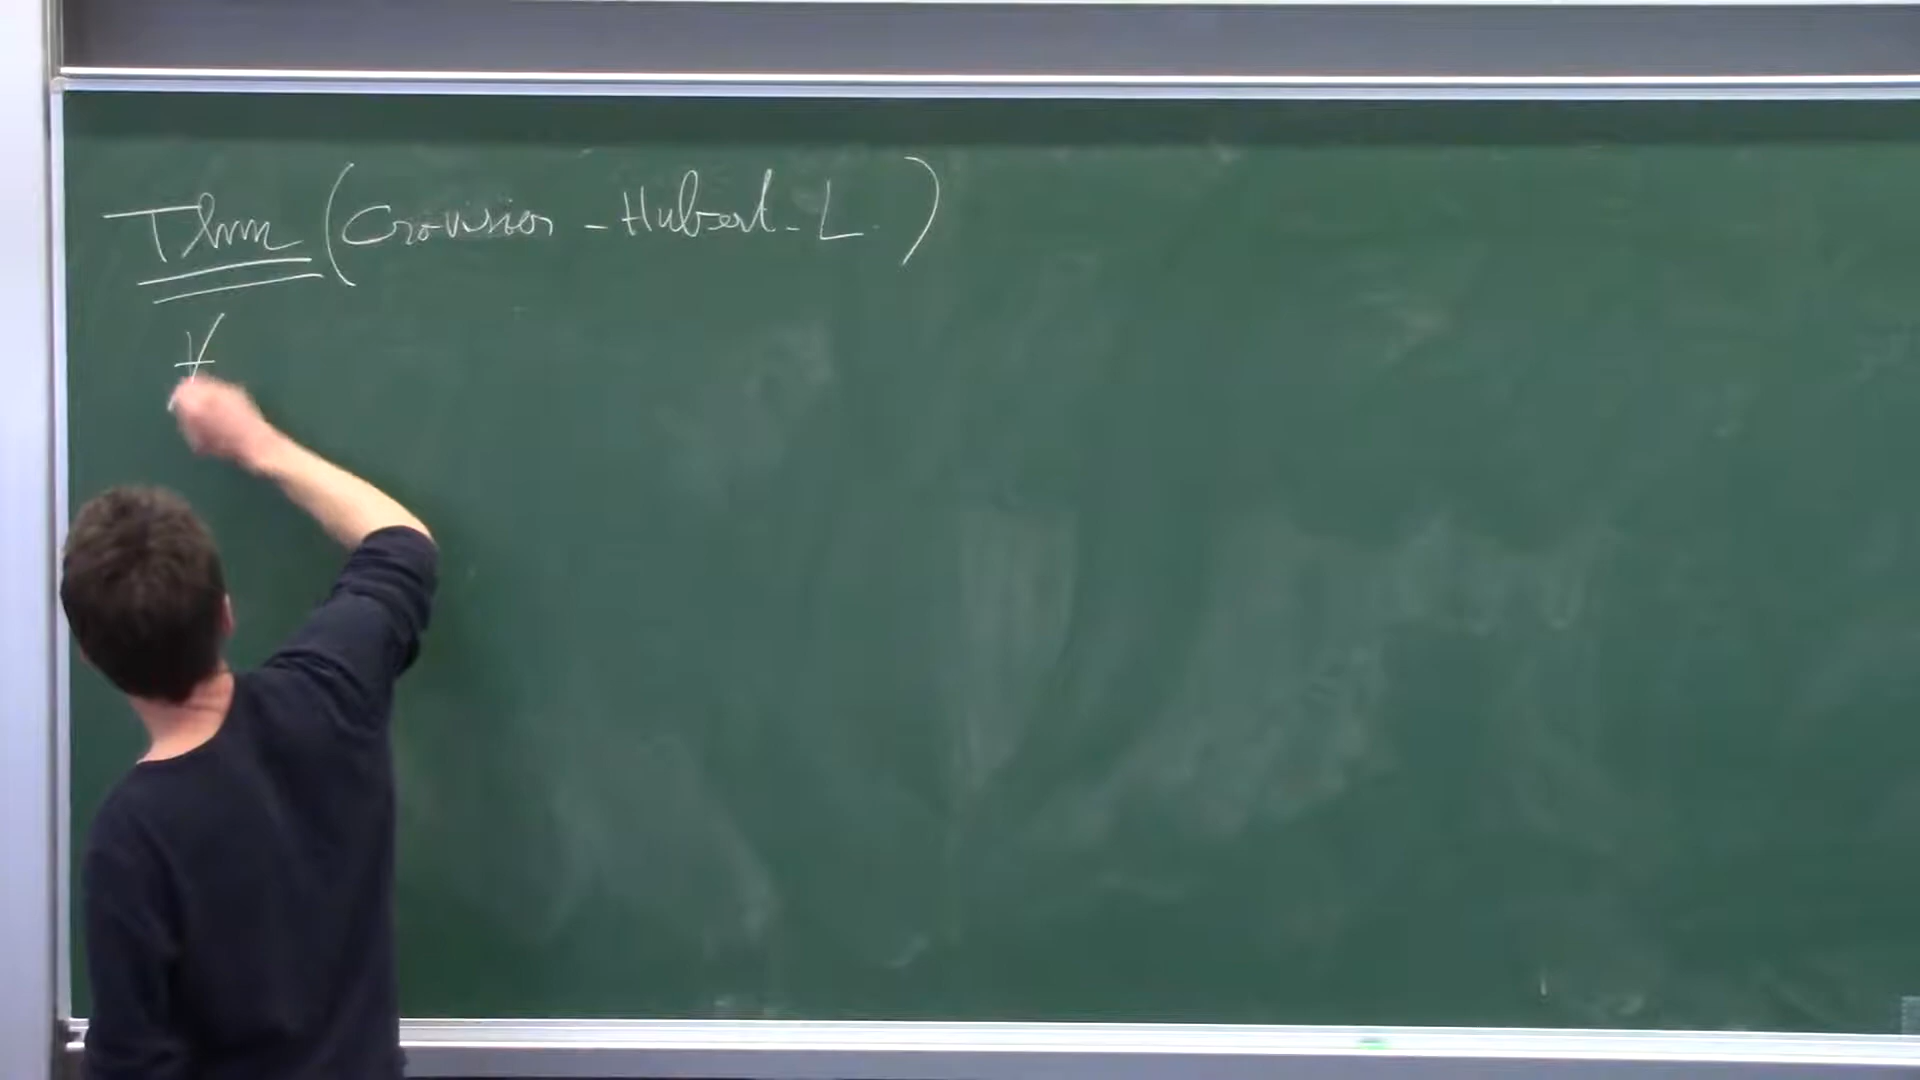 Thm (Crovisier - Hubert - L.)
∀